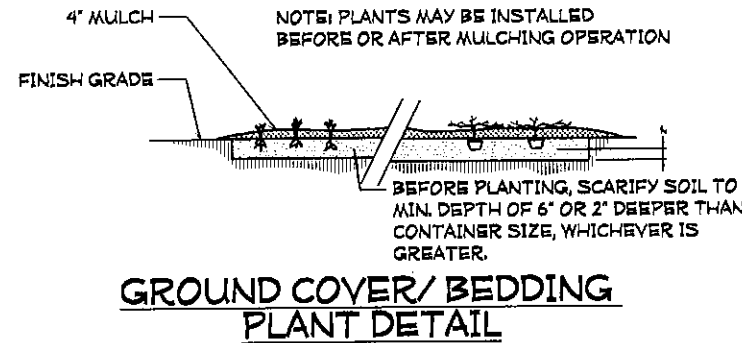 4" MULCH
NOTE: PLANTS MAY BE INSTALLED
BEFORE OR AFTER MULCHING OPERATION
FINISH GRADE
BEFORE PLANTING, SCARIFY SOIL TO
MIN. DEPTH OF 6" OR 2" DEEPER THAN
CONTAINER SIZE, WHICHEVER IS
GREATER.
GROUND COVER/ BEDDING
PLANT DETAIL